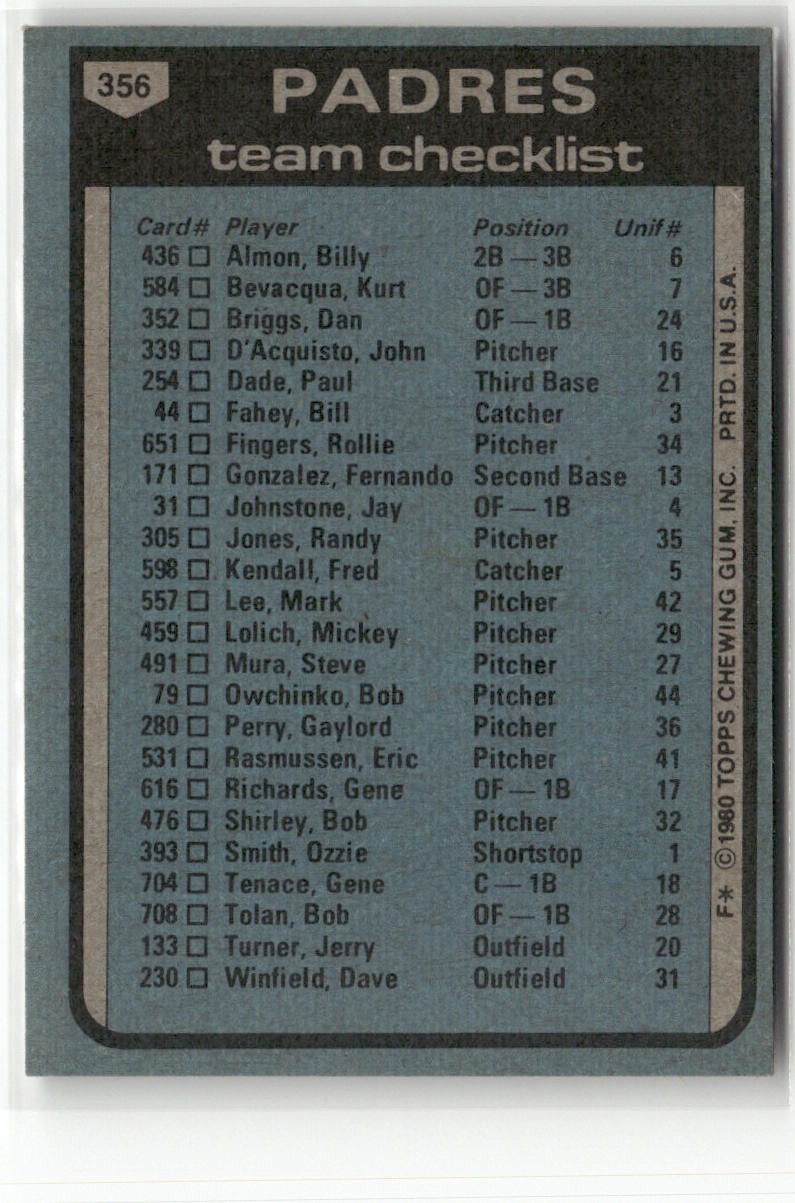 356
PADRES
team checklist
Card# Player Position Unif#
436 Almon, Billy 2B — 3B 6
584 Bevacqua, Kurt OF — 3B 7
352 Briggs, Dan OF — 1B 24
339 D'Acquisto, John Pitcher 16
254 Dade, Paul Third Base 21
44 Fahey, Bill Catcher 3
651 Fingers, Rollie Pitcher 34
171 Gonzalez, Fernando Second Base 13
31 Johnstone, Jay OF — 1B 4
305 Jones, Randy Pitcher 35
598 Kendall, Fred Catcher 5
557 Lee, Mark Pitcher 42
459 Lolich, Mickey Pitcher 29
491 Mura, Steve Pitcher 27
79 Owchinko, Bob Pitcher 44
280 Perry, Gaylord Pitcher 36
531 Rasmussen, Eric Pitcher 41
616 Richards, Gene OF — 1B 17
476 Shirley, Bob Pitcher 32
393 Smith, Ozzie Shortstop 1
704 Tenace, Gene C — 1B 18
708 Tolan, Bob OF — 1B 28
133 Turner, Jerry Outfield 20
230 Winfield, Dave Outfield 31
F* ©1980 TOPPS CHEWING GUM, INC. PRTD. IN U.S.A.